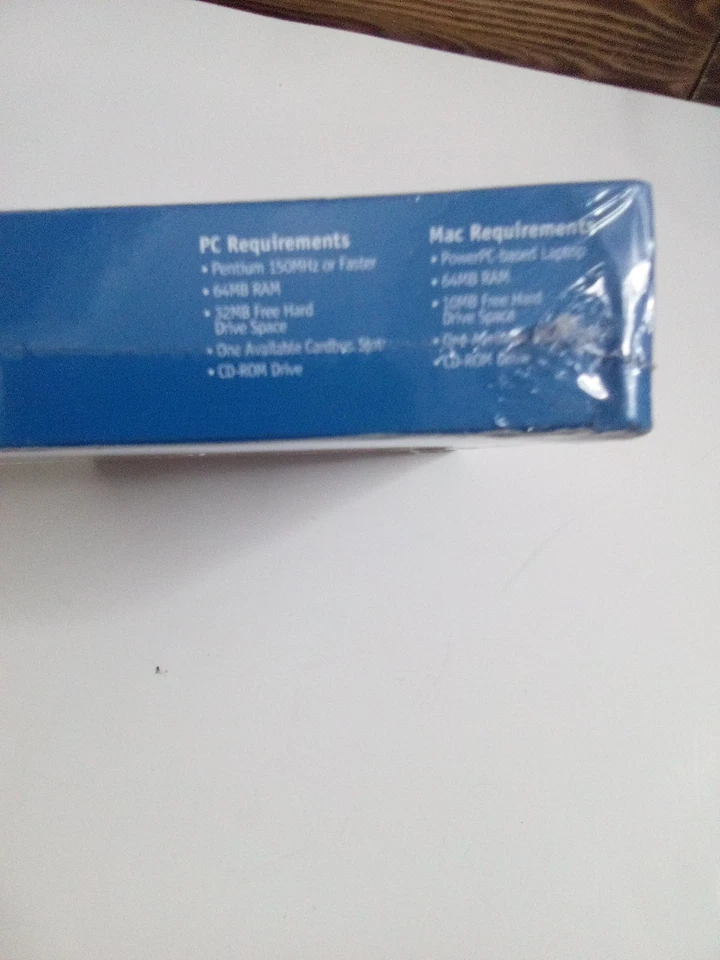 PC Requirements
• Pentium 150MHz or Faster
• 64MB RAM
• 32MB Free Hard
Drive Space
• One Available Cardbus Slot
• CD-ROM Drive
Mac Requirements
• PowerPC-based Laptop
• 64MB RAM
• 10MB Free Hard
Drive Space
• One
• CD-ROM Drive